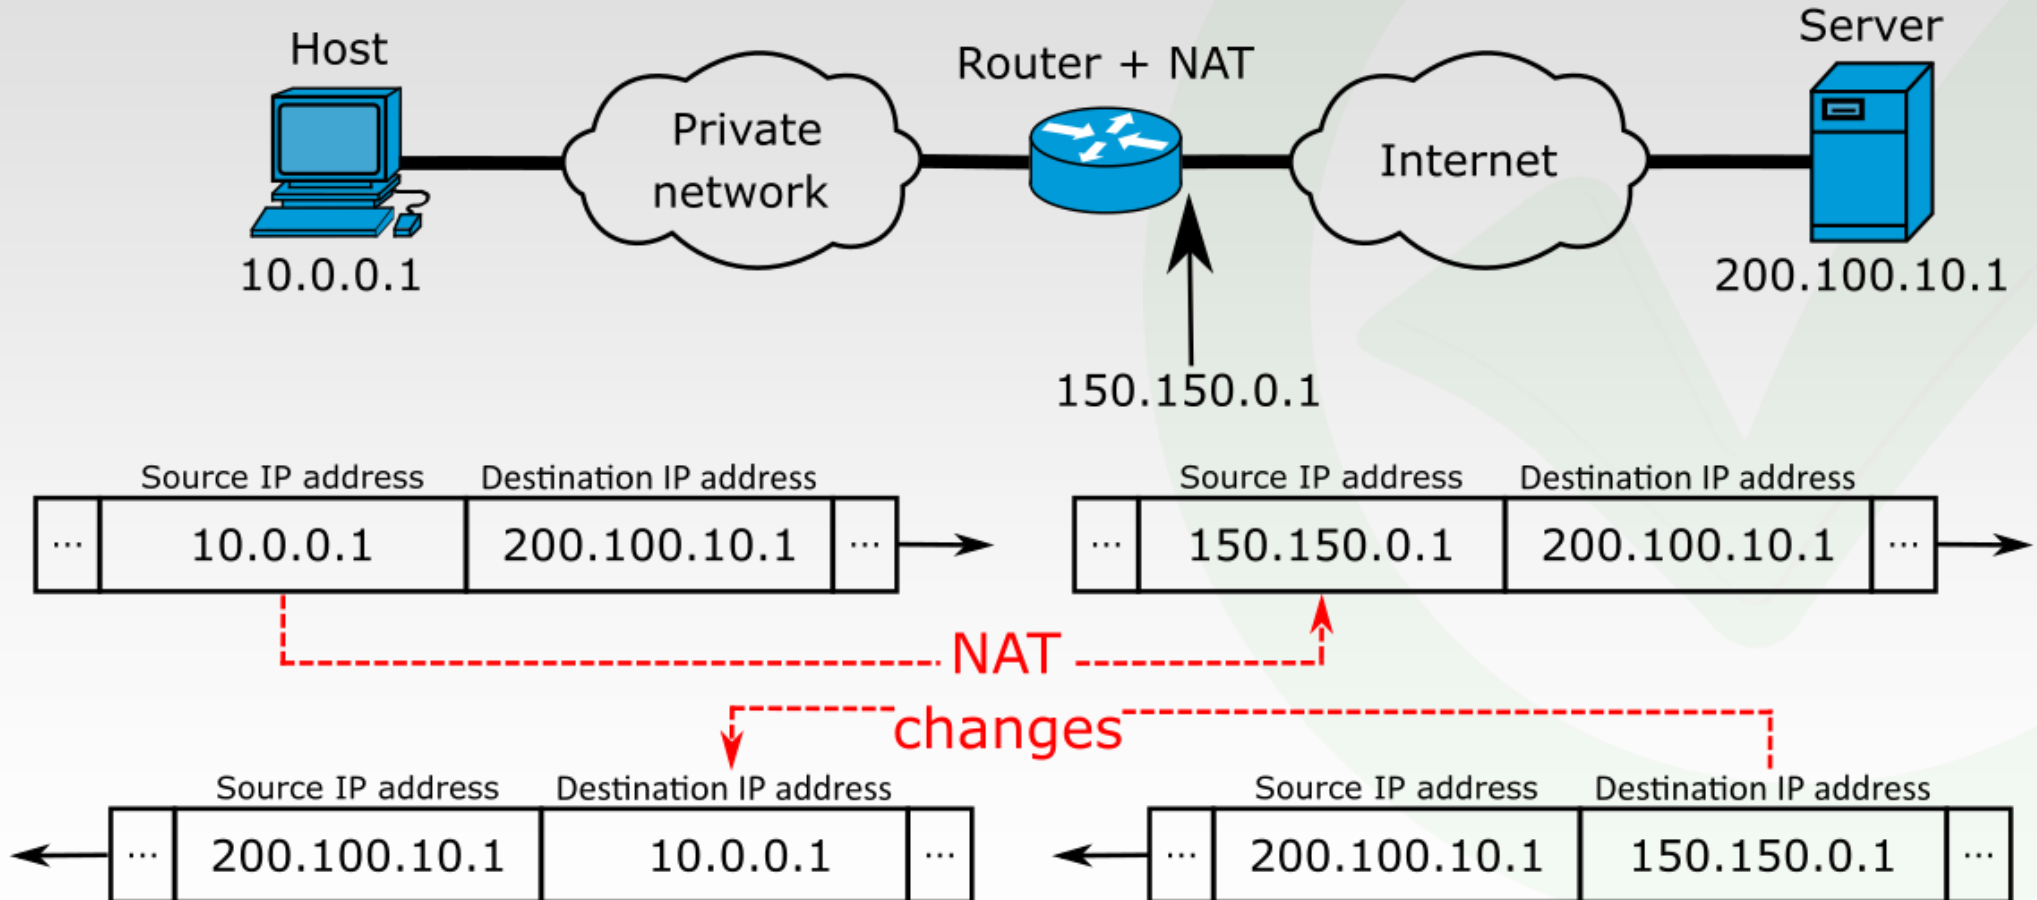 Host
Router + NAT
Server
Private
network
Internet
10.0.0.1
200.100.10.1
150.150.0.1
Source IP address Destination IP address
... 10.0.0.1 200.100.10.1 ...
Source IP address Destination IP address
... 150.150.0.1 200.100.10.1 ...
NAT
changes
Source IP address Destination IP address
... 200.100.10.1 10.0.0.1 ...
Source IP address Destination IP address
... 200.100.10.1 150.150.0.1 ...